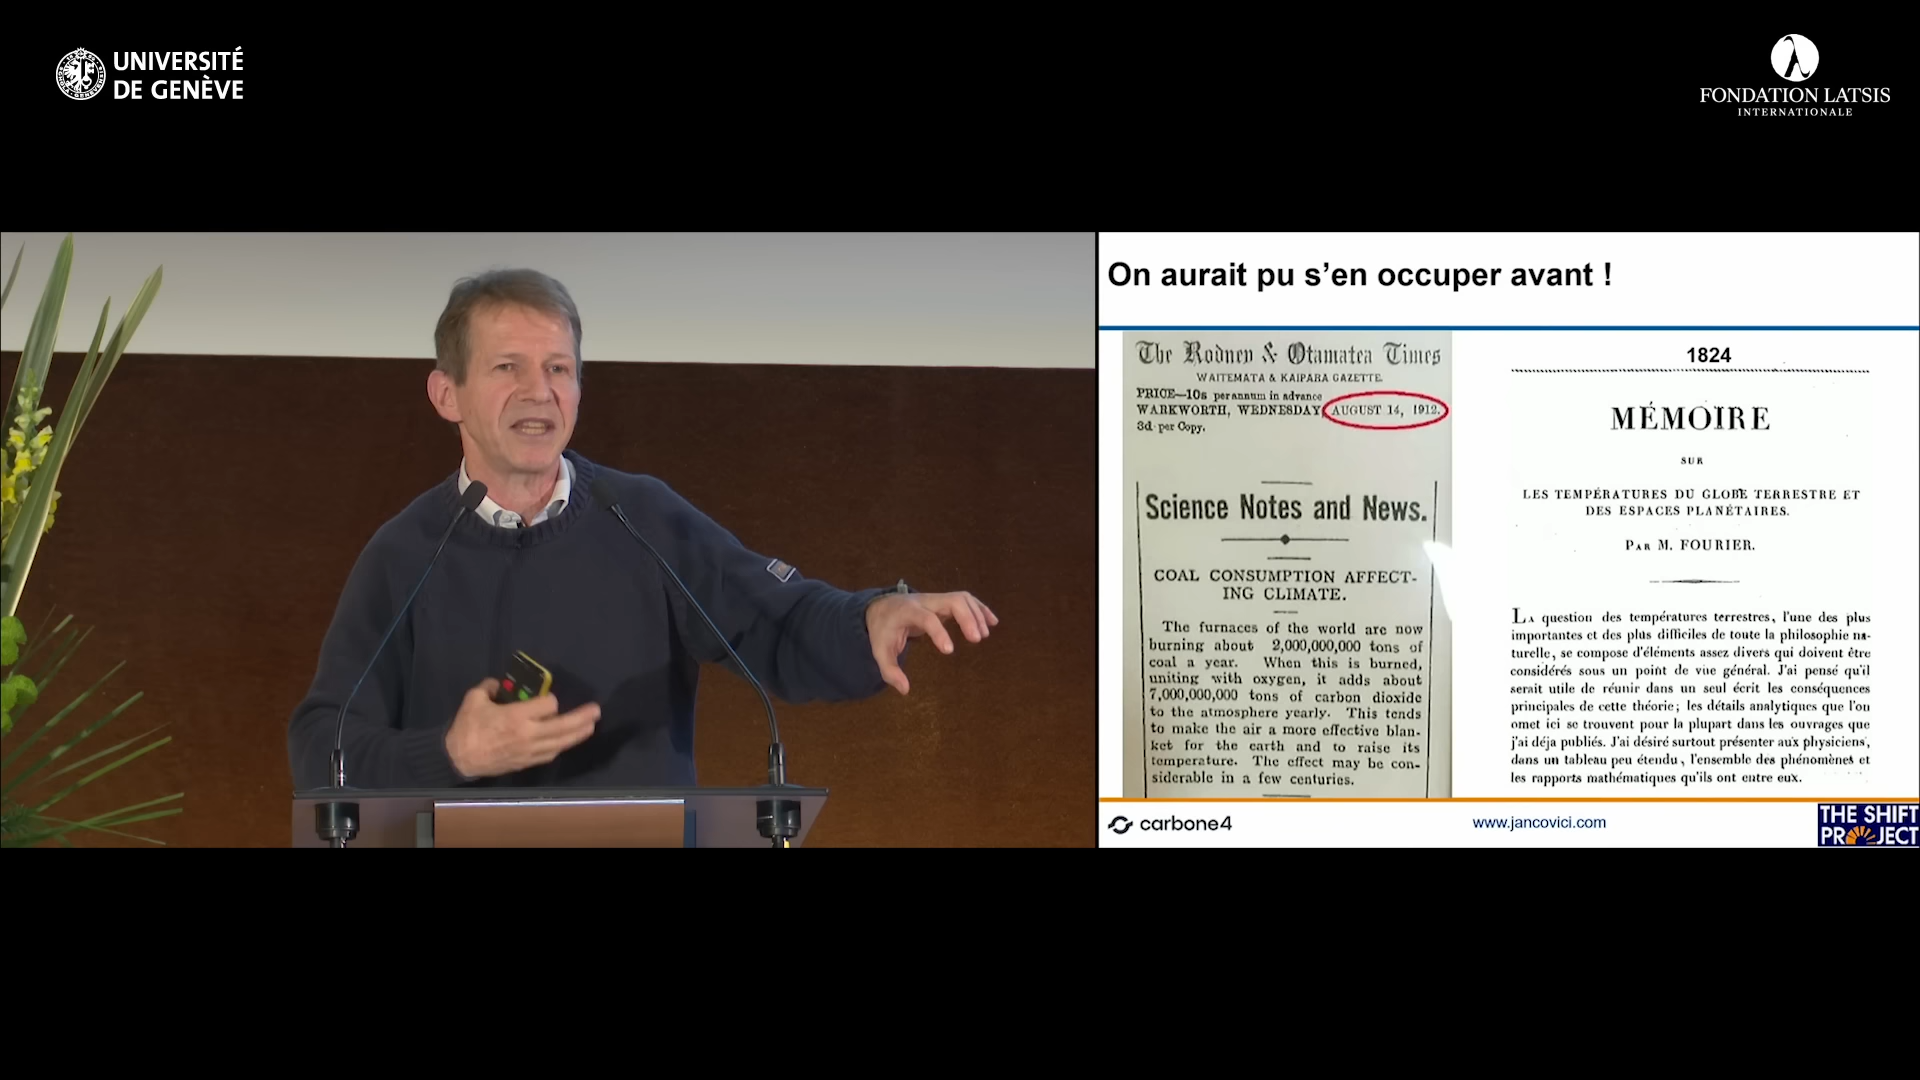 UNIVERSITÉ
DE GENÈVE
FONDATION LATSIS
INTERNATIONALE
On aurait pu s’en occuper avant !
The Rodney & Otamatea Times
WAITEMATA & KAIPARA GAZETTE.
PRICE—10s per annum in advance
WARKWORTH, WEDNESDAY, AUGUST 14, 1912.
3d. per Copy.
Science Notes and News.
COAL CONSUMPTION AFFECT-
ING CLIMATE.
The furnaces of the world are now
burning about 2,000,000,000 tons of
coal a year. When this is burned,
uniting with oxygen, it adds about
7,000,000,000 tons of carbon dioxide
to the atmosphere yearly. This tends
to make the air a more effective blan-
ket for the earth and to raise its
temperature. The effect may be con-
siderable in a few centuries.
1824
MÉMOIRE
SUR
LES TEMPÉRATURES DU GLOBE TERRESTRE ET
DES ESPACES PLANÉTAIRES.
PAR M. FOURIER.
LA question des températures terrestres, l'une des plus
importantes et des plus difficiles de toute la philosophie na-
turelle, se compose d'éléments assez divers qui doivent être
considérés sous un point de vue général. J'ai pensé qu'il
serait utile de réunir dans un seul écrit les conséquences
principales de cette théorie; les détails analytiques que l'on
omet ici se trouvent pour la plupart dans les ouvrages que
j'ai déja publiés. J'ai désiré surtout présenter aux physiciens,
dans un tableau peu étendu, l'ensemble des phénomènes et
les rapports mathématiques qu'ils ont entre eux.
carbone4
www.jancovici.com
THE SHIFT
PROJECT